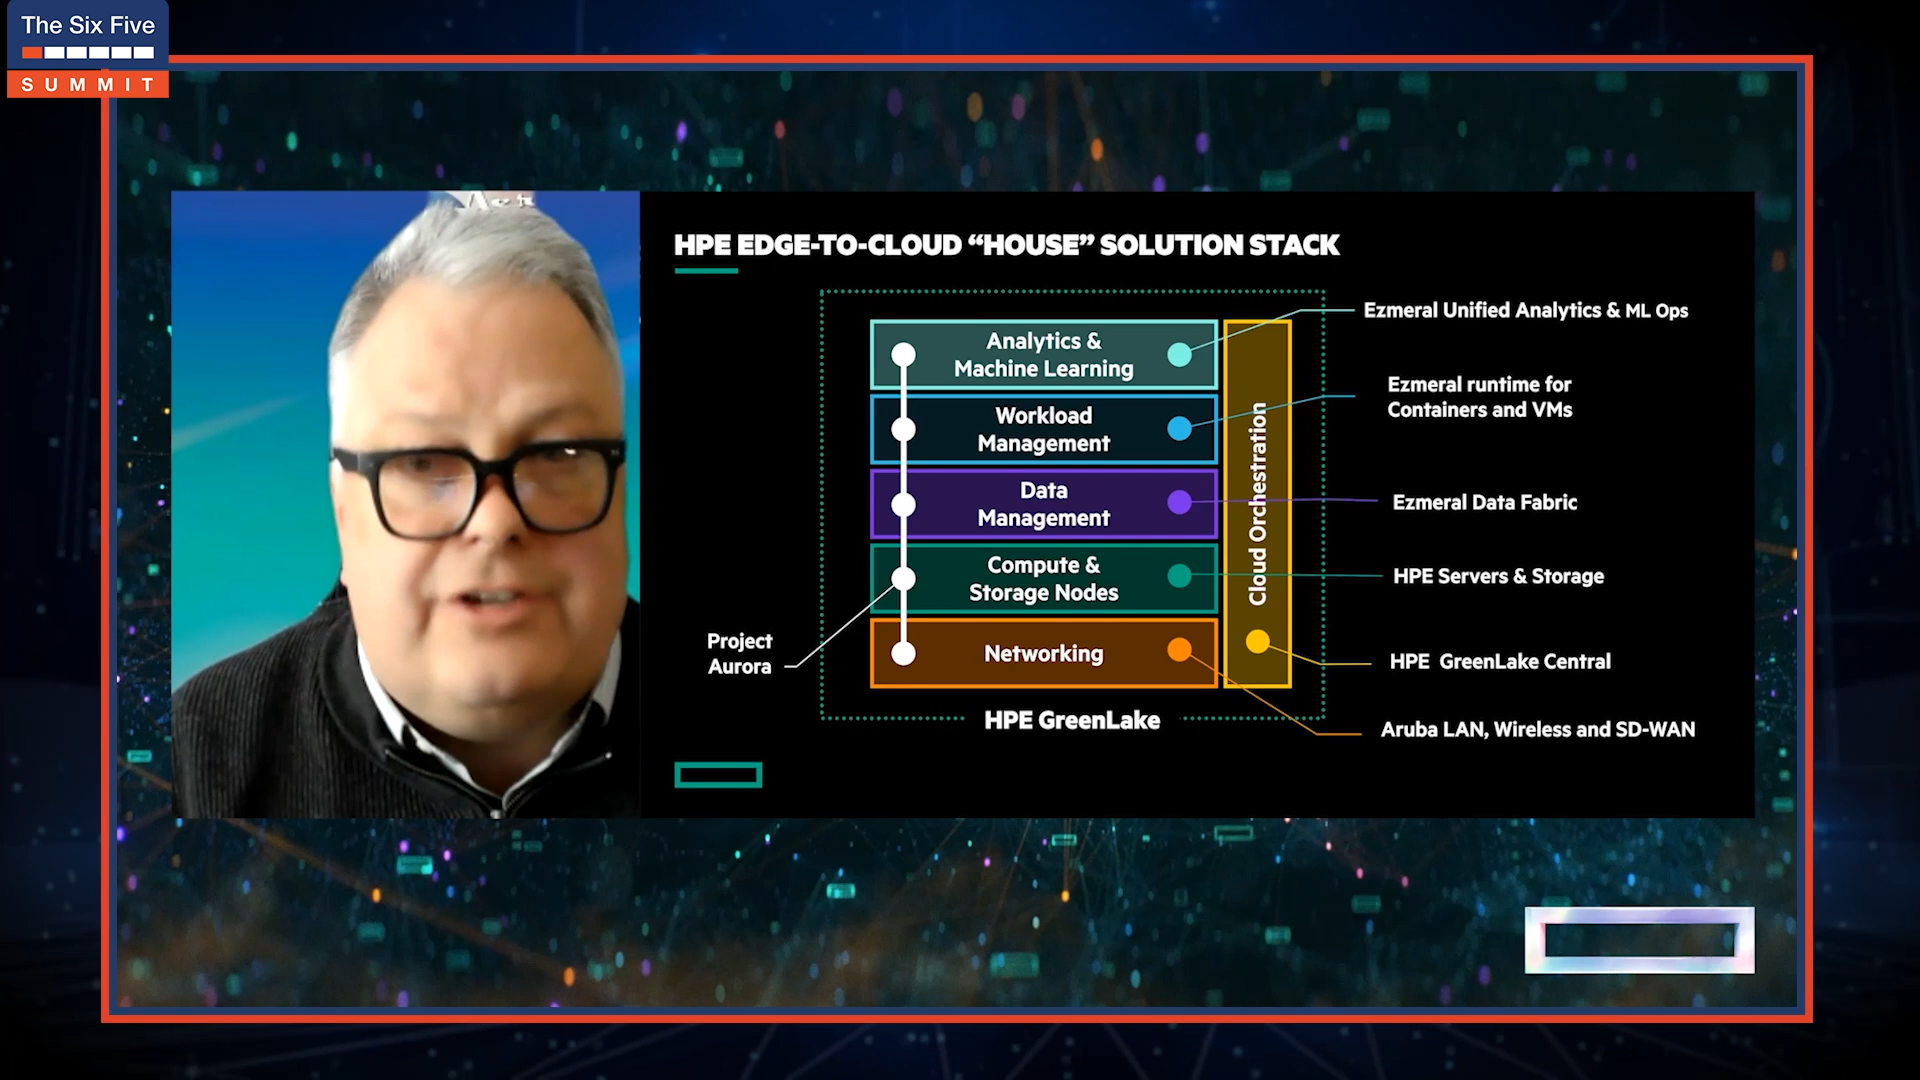 The Six Five
SUMMIT
HPE EDGE-TO-CLOUD “HOUSE” SOLUTION STACK
Analytics &
Machine Learning
Workload
Management
Data
Management
Compute &
Storage Nodes
Networking
Cloud Orchestration
Project
Aurora
HPE GreenLake
Ezmeral Unified Analytics & ML Ops
Ezmeral runtime for
Containers and VMs
Ezmeral Data Fabric
HPE Servers & Storage
HPE GreenLake Central
Aruba LAN, Wireless and SD-WAN